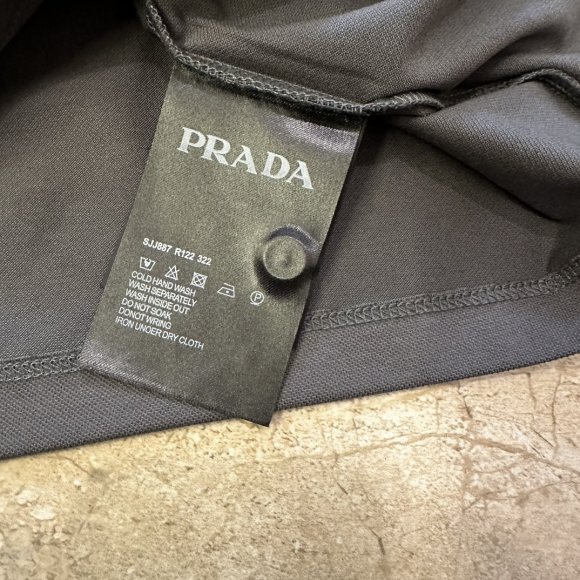 PRADA
SJJ887 R122 322
COLD HAND WASH
WASH SEPARATELY
WASH INSIDE OUT
DO NOT SOAK
DONOT WRING
IRON UNOER DRY CLOTH